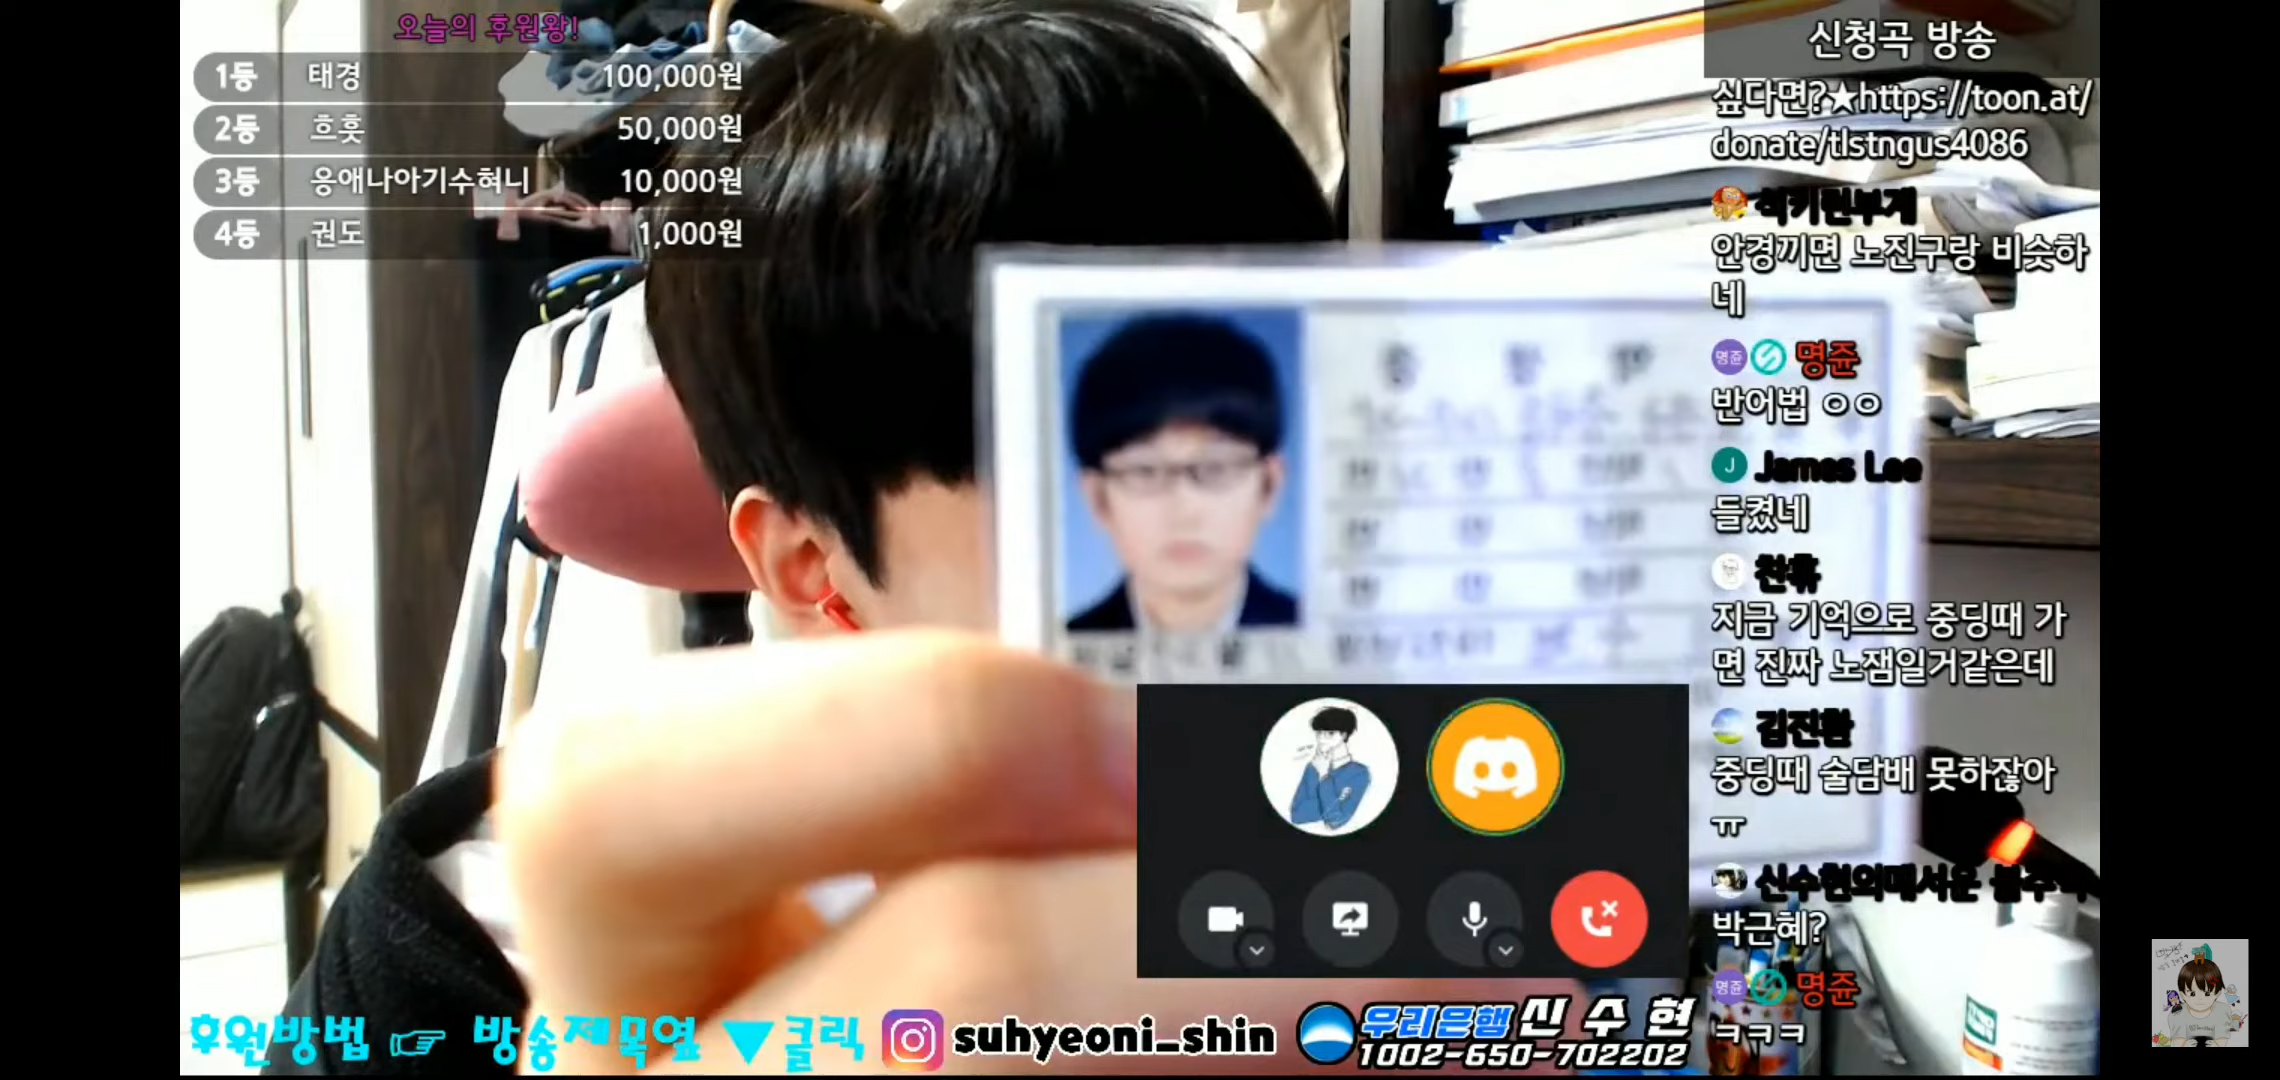 오늘의 후원왕!
1등 태경 100,000원
2등 흐훗 50,000원
3등 응애나아기수혀니 10,000원
4등 권도 1,000원
신청곡 방송
싶다면?★https://toon.at/
donate/tlstngus4086
안경끼면 노진구랑 비슷하
네
명쥰 명쥰
반어법 ㅇㅇ
J James Lee
들켰네
지금 기억으로 중딩때 가
면 진짜 노잼일거같은데
김진환
중딩때 술담배 못하잖아
ㅠ
박근혜?
명쥰 명쥰
ㅋㅋㅋ
후원방법 ☞ 방송제목옆 ▼클릭
suhyeoni_shin
우리은행 신 수 현
1002-650-702202